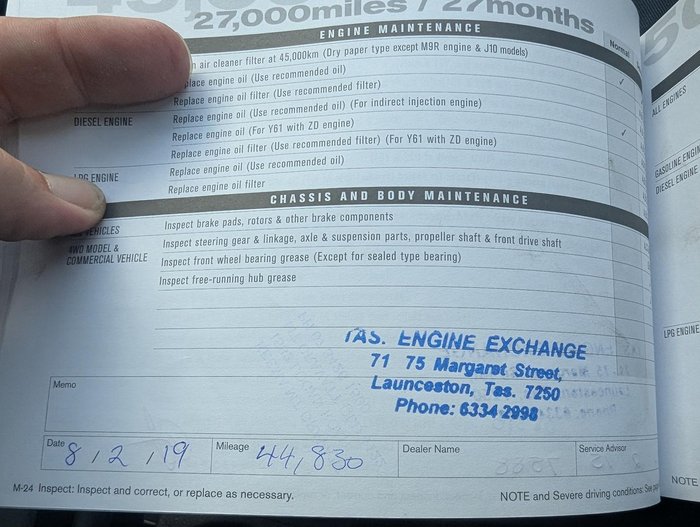 27,000miles / 27months
ENGINE MAINTENANCE
Normal
air cleaner filter at 45,000km (Dry paper type except M9R engine & J10 models)
place engine oil (Use recommended oil)
Replace engine oil filter (Use recommended filter)
DIESEL ENGINE
Replace engine oil (Use recommended oil) (For indirect injection engine)
Replace engine oil (For Y61 with ZD engine)
Replace engine oil filter (Use recommended filter) (For Y61 with ZD engine)
LPG ENGINE
Replace engine oil (Use recommended oil)
Replace engine oil filter
CHASSIS AND BODY MAINTENANCE
VEHICLES
Inspect brake pads, rotors & other brake components
4WD MODEL &
COMMERCIAL VEHICLE
Inspect steering gear & linkage, axle & suspension parts, propeller shaft & front drive shaft
Inspect front wheel bearing grease (Except for sealed type bearing)
Inspect free-running hub grease
TAS. ENGINE EXCHANGE
71 75 Margaret Street,
Launceston, Tas. 7250
Phone: 6334 2998
Memo
Date 8 / 2 / 19
Mileage 44,830
Dealer Name
Service Advisor
M-24 Inspect: Inspect and correct, or replace as necessary.
NOTE and Severe driving conditions: See
ALL ENGINES
GASOLINE ENGIN
DIESEL ENGINE
LPG ENGINE
NOTE